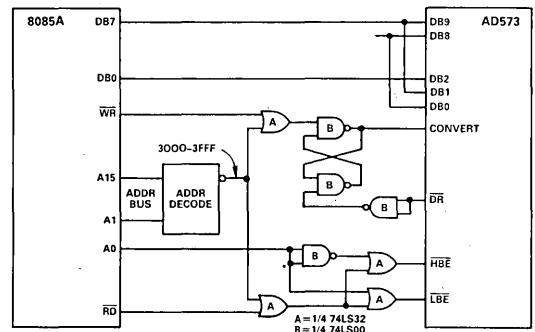 8085A
AD573
DB7
DB9
DB8
DB0
DB2
DB1
DB0
WR
A
B
CONVERT
3000-3FFF
B
A15
ADDR
BUS
ADDR
DECODE
A1
B
DR
A0
B
A
HBE
RD
A
A
LBE
A = 1/4 74LS32
B = 1/4 74LS00